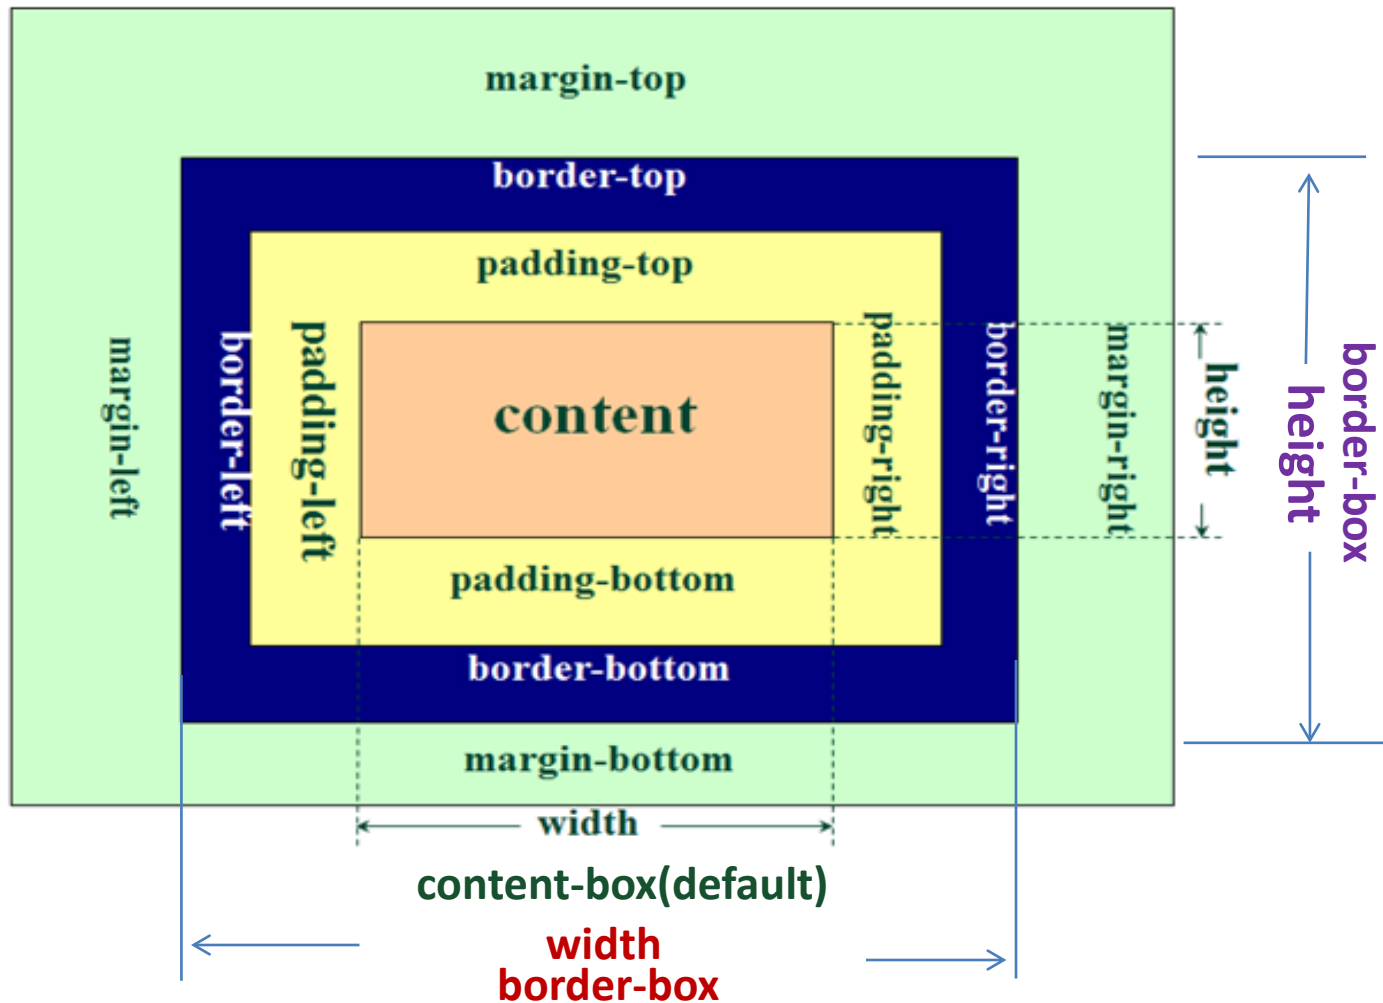 margin-top
border-top
padding-top
margin-left
border-left
padding-left
content
padding-right
border-right
margin-right
height
border-box
height
padding-bottom
border-bottom
margin-bottom
width
content-box(default)
width
border-box